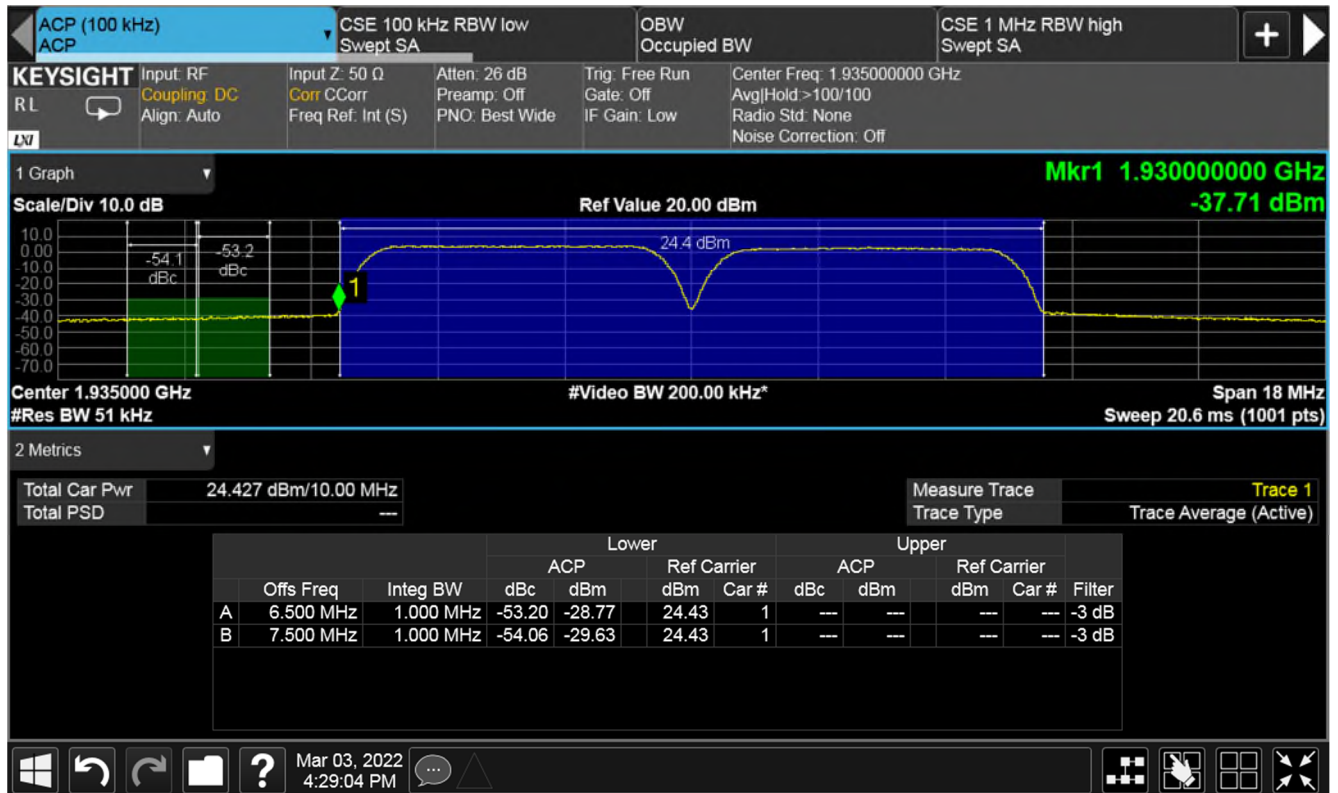 ACP (100 kHz)
ACP
CSE 100 kHz RBW low
Swept SA
OBW
Occupied BW
CSE 1 MHz RBW high
Swept SA
+
KEYSIGHT
RL
LXI
Input: RF
Coupling: DC
Align: Auto
Input Z: 50 Ω
Corr CCorr
Freq Ref: Int (S)
Atten: 26 dB
Preamp: Off
PNO: Best Wide
Trig: Free Run
Gate: Off
IF Gain: Low
Center Freq: 1.935000000 GHz
Avg|Hold:>100/100
Radio Std: None
Noise Correction: Off
1 Graph
Mkr1 1.930000000 GHz
-37.71 dBm
Scale/Div 10.0 dB
Ref Value 20.00 dBm
10.0
0.00
-10.0
-20.0
-30.0
-40.0
-50.0
-60.0
-70.0
-54.1
dBc
-53.2
dBc
24.4 dBm
1
Center 1.935000 GHz
#Video BW 200.00 kHz*
Span 18 MHz
#Res BW 51 kHz
Sweep 20.6 ms (1001 pts)
2 Metrics
Total Car Pwr 24.427 dBm/10.00 MHz
Total PSD ---
Measure Trace Trace 1
Trace Type Trace Average (Active)
Lower Upper
ACP Ref Carrier ACP Ref Carrier
Offs Freq Integ BW dBc dBm dBm Car # dBc dBm dBm Car # Filter
A 6.500 MHz 1.000 MHz -53.20 -28.77 24.43 1 --- --- --- --- -3 dB
B 7.500 MHz 1.000 MHz -54.06 -29.63 24.43 1 --- --- --- --- -3 dB
?
Mar 03, 2022
4:29:04 PM